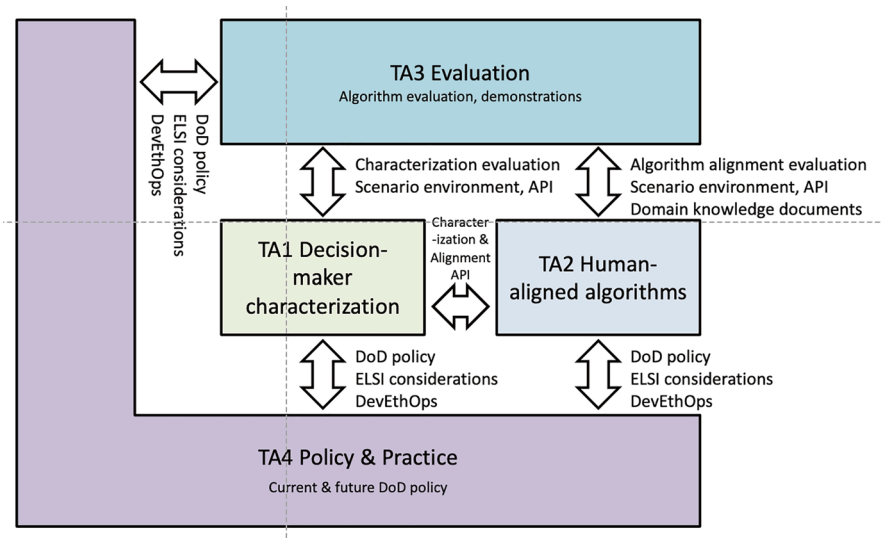 TA3 Evaluation
Algorithm evaluation, demonstrations
DoD policy
ELSI considerations
DevEthOps
Characterization evaluation
Scenario environment, API
Algorithm alignment evaluation
Scenario environment, API
Domain knowledge documents
TA1 Decision-
maker
characterization
Character
-ization &
Alignment
API
TA2 Human-
aligned algorithms
DoD policy
ELSI considerations
DevEthOps
DoD policy
ELSI considerations
DevEthOps
TA4 Policy & Practice
Current & future DoD policy